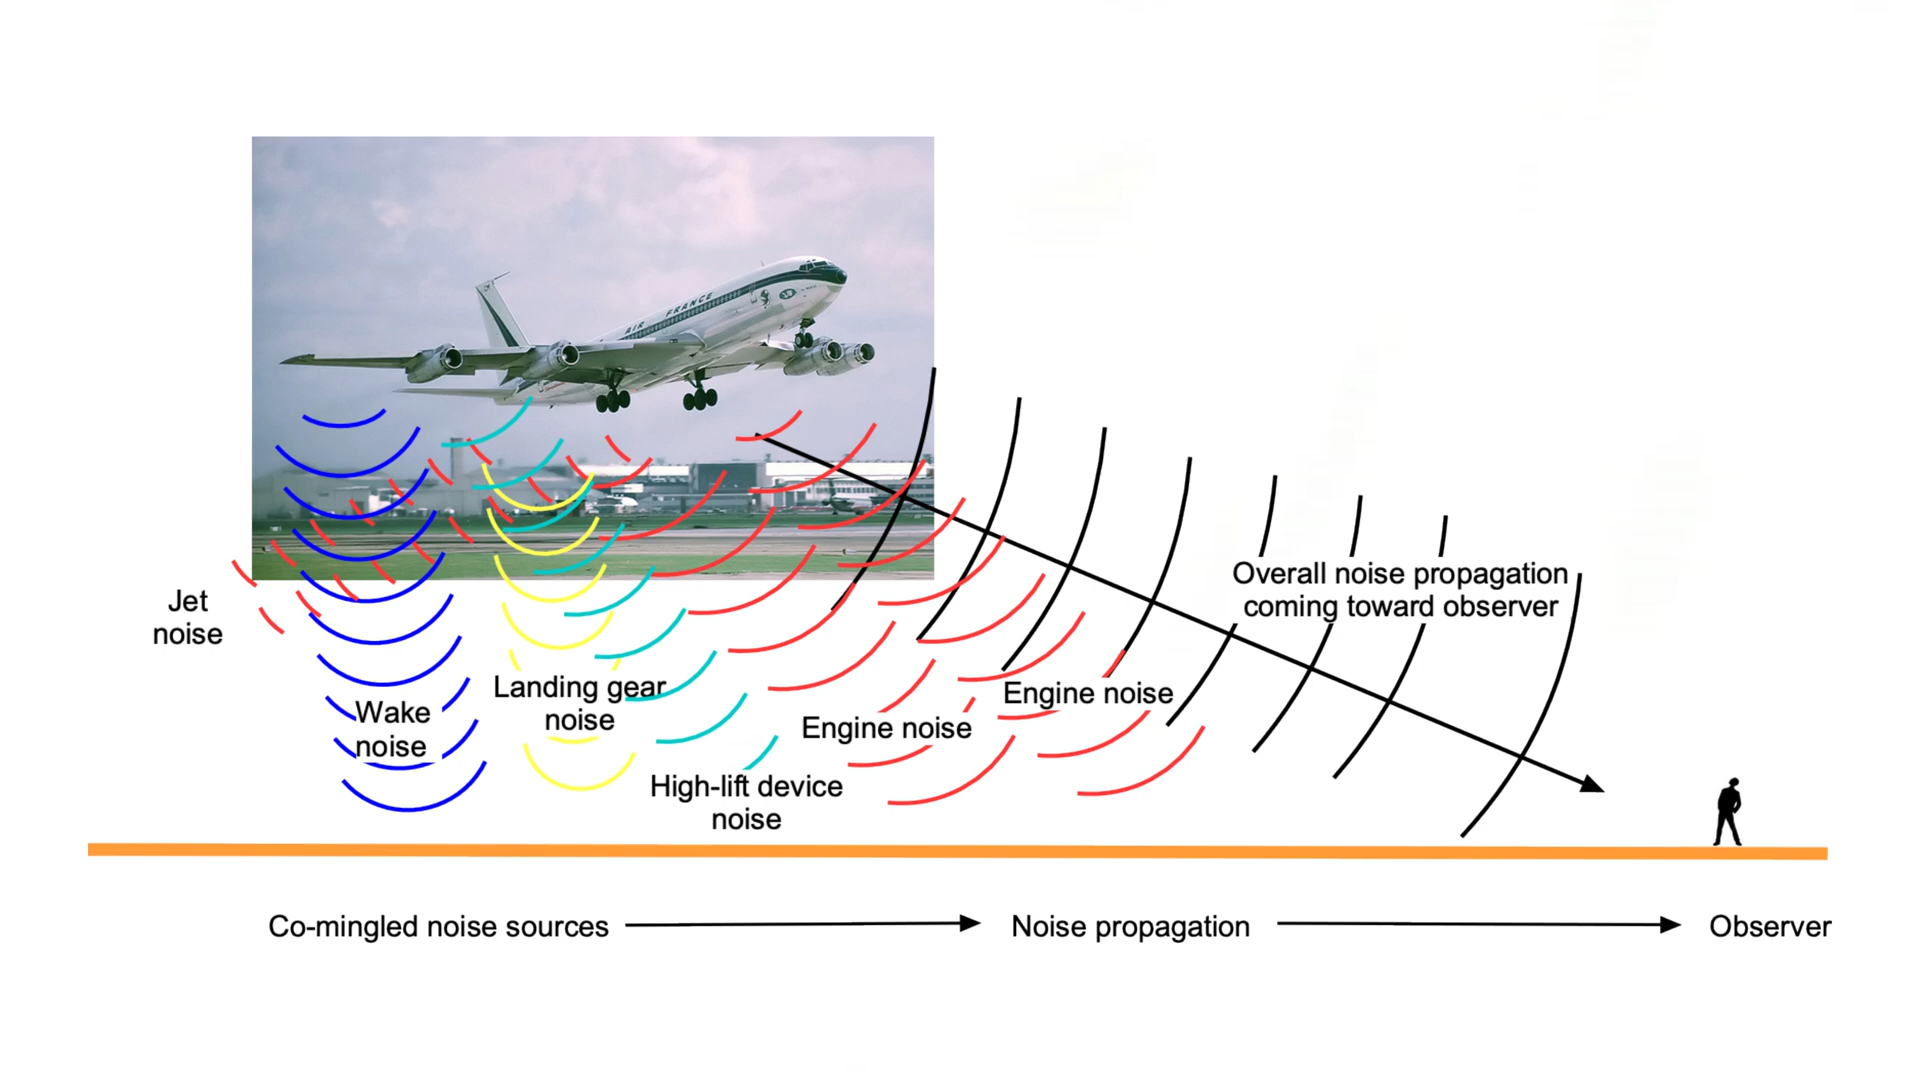 AIR FRANCE
Jet
noise
Wake
noise
Landing gear
noise
High-lift device
noise
Engine noise
Engine noise
Overall noise propagation
coming toward observer
Co-mingled noise sources
Noise propagation
Observer